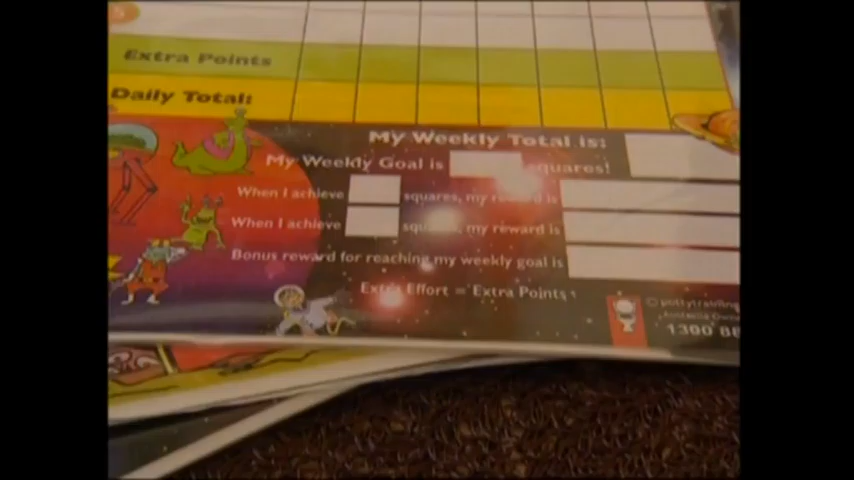 Extra Points
Daily Total:
My Weekly Total is:
My Weekly Goal is squares!
When I achieve squares, my reward is
When I achieve squares, my reward is
Bonus reward for reaching my weekly goal is
Extra Effort = Extra Points
1300